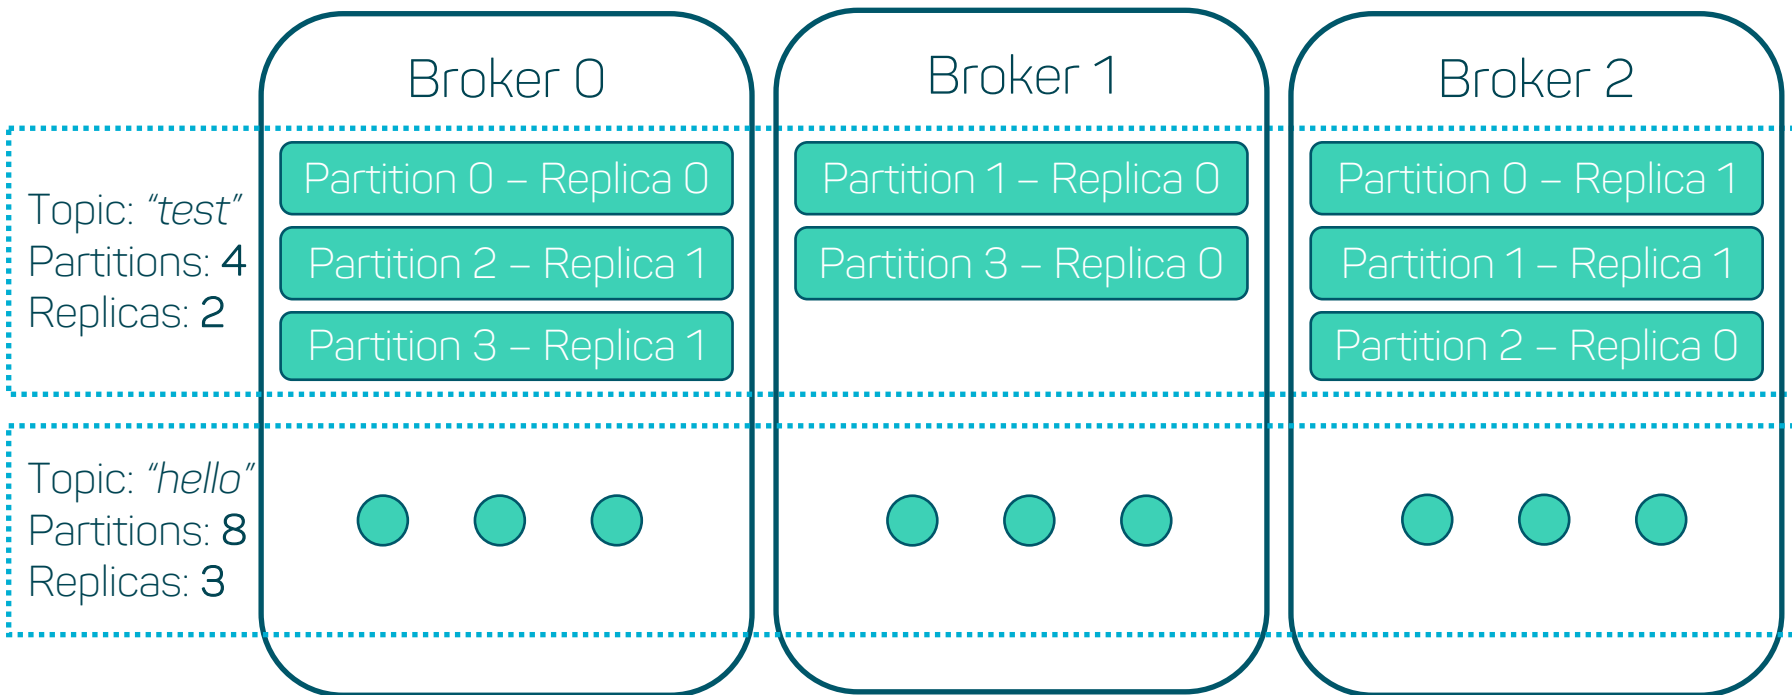 Broker 0
Broker 1
Broker 2
Topic: “test”
Partitions: 4
Replicas: 2
Partition 0 – Replica 0
Partition 2 – Replica 1
Partition 3 – Replica 1
Partition 1 – Replica 0
Partition 3 – Replica 0
Partition 0 – Replica 1
Partition 1 – Replica 1
Partition 2 – Replica 0
Topic: “hello”
Partitions: 8
Replicas: 3